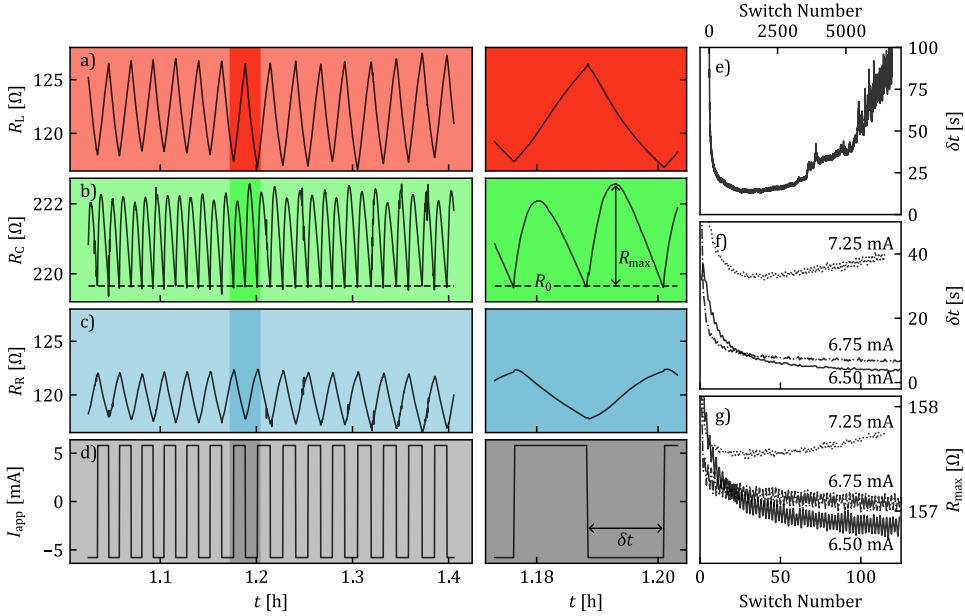 Switch Number
0 2500 5000
a)
125
120
R_L [Ω]
e)
100
75
50
25
0
δt [s]
b)
222
220
R_C [Ω]
R_0
R_max
f)
7.25 mA
6.75 mA
6.50 mA
40
20
0
δt [s]
c)
125
120
R_R [Ω]
g)
7.25 mA
6.75 mA
6.50 mA
158
157
R_max [Ω]
d)
5
0
−5
I_app [mA]
δt
1.1 1.2 1.3 1.4
t [h]
1.18 1.20
t [h]
0 50 100
Switch Number